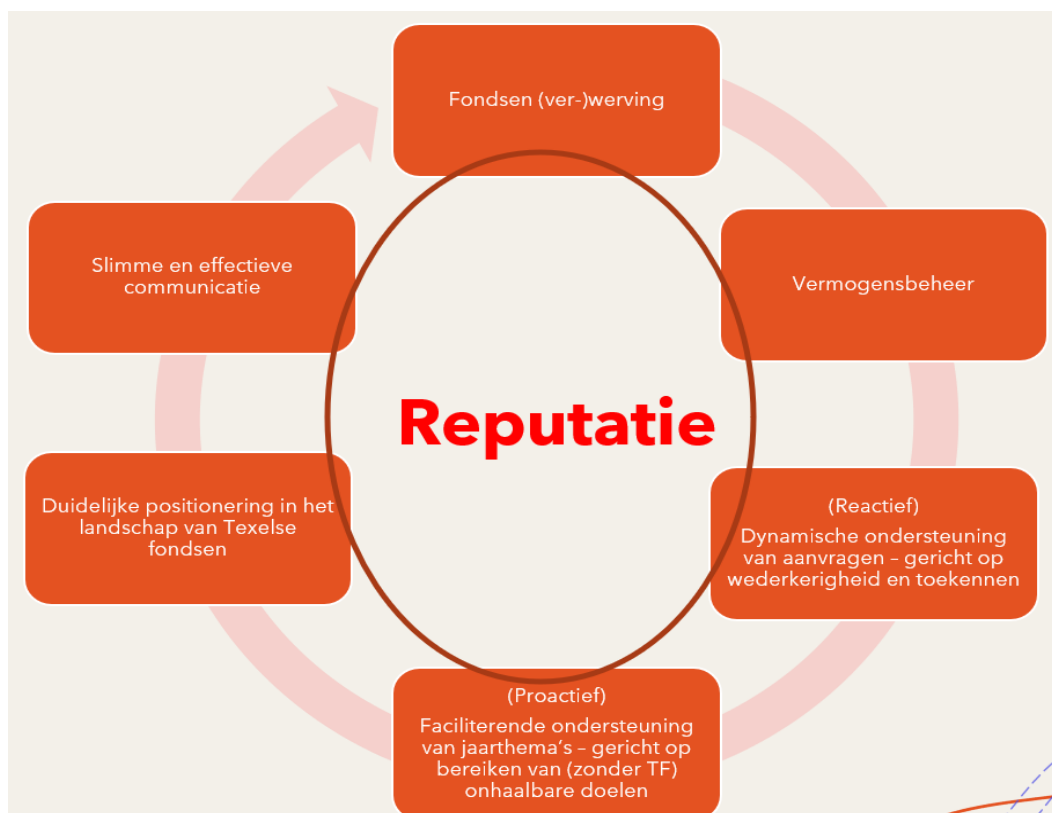 Fondsen (ver-)werving
Vermogensbeheer
(Reactief)
Dynamische ondersteuning
van aanvragen – gericht op
wederkerigheid en toekennen
(Proactief)
Faciliterende ondersteuning
van jaarthema's – gericht op
bereiken van (zonder TF)
onhaalbare doelen
Duidelijke positionering in het
landschap van Texelse
fondsen
Slimme en effectieve
communicatie
Reputatie